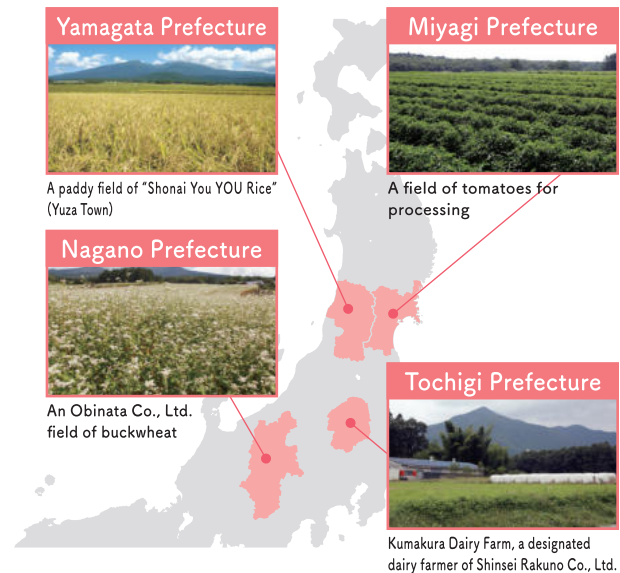 Yamagata Prefecture
A paddy field of “Shonai You YOU Rice”
(Yuza Town)
Miyagi Prefecture
A field of tomatoes for
processing
Nagano Prefecture
An Obinata Co., Ltd.
field of buckwheat
Tochigi Prefecture
Kumakura Dairy Farm, a designated
dairy farmer of Shinsei Rakuno Co., Ltd.